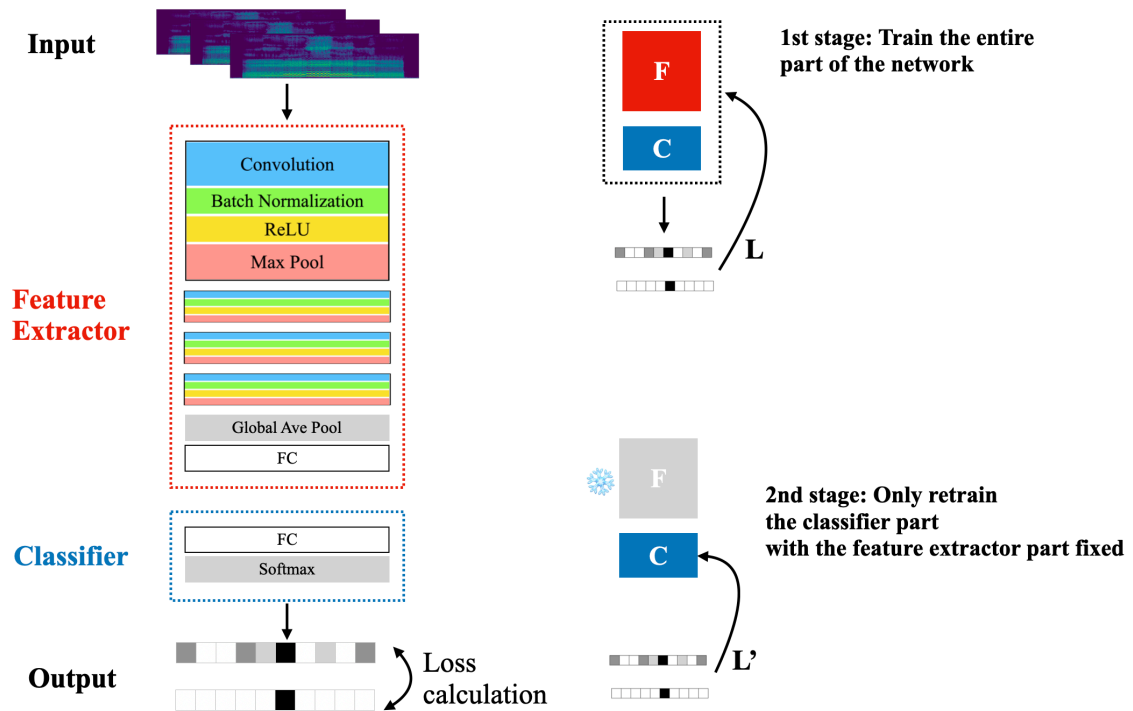 Input
Convolution
Batch Normalization
ReLU
Max Pool
Feature
Extractor
Global Ave Pool
FC
Classifier
FC
Softmax
Output
Loss
calculation
1st stage: Train the entire
part of the network
F
C
L
F
2nd stage: Only retrain
the classifier part
with the feature extractor part fixed
C
L’